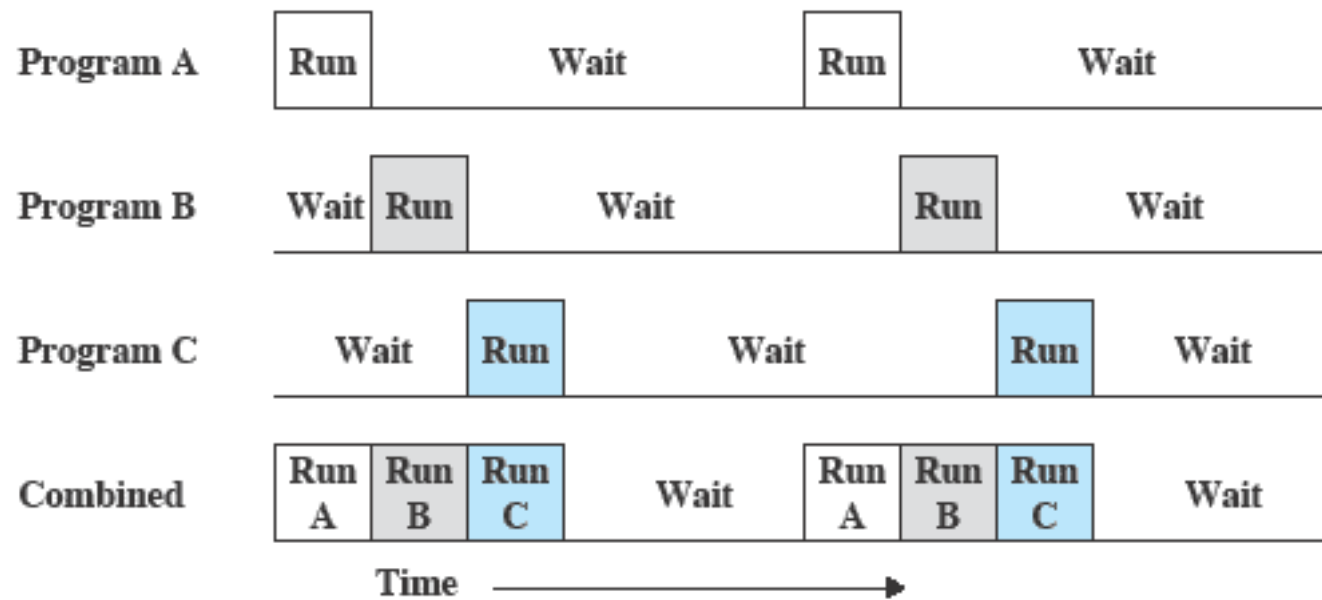 Program A Run Wait Run Wait
Program B Wait Run Wait Run Wait
Program C Wait Run Wait Run Wait
Run Run Run Run Run Run
Combined Wait Wait
A B C A B C
Time